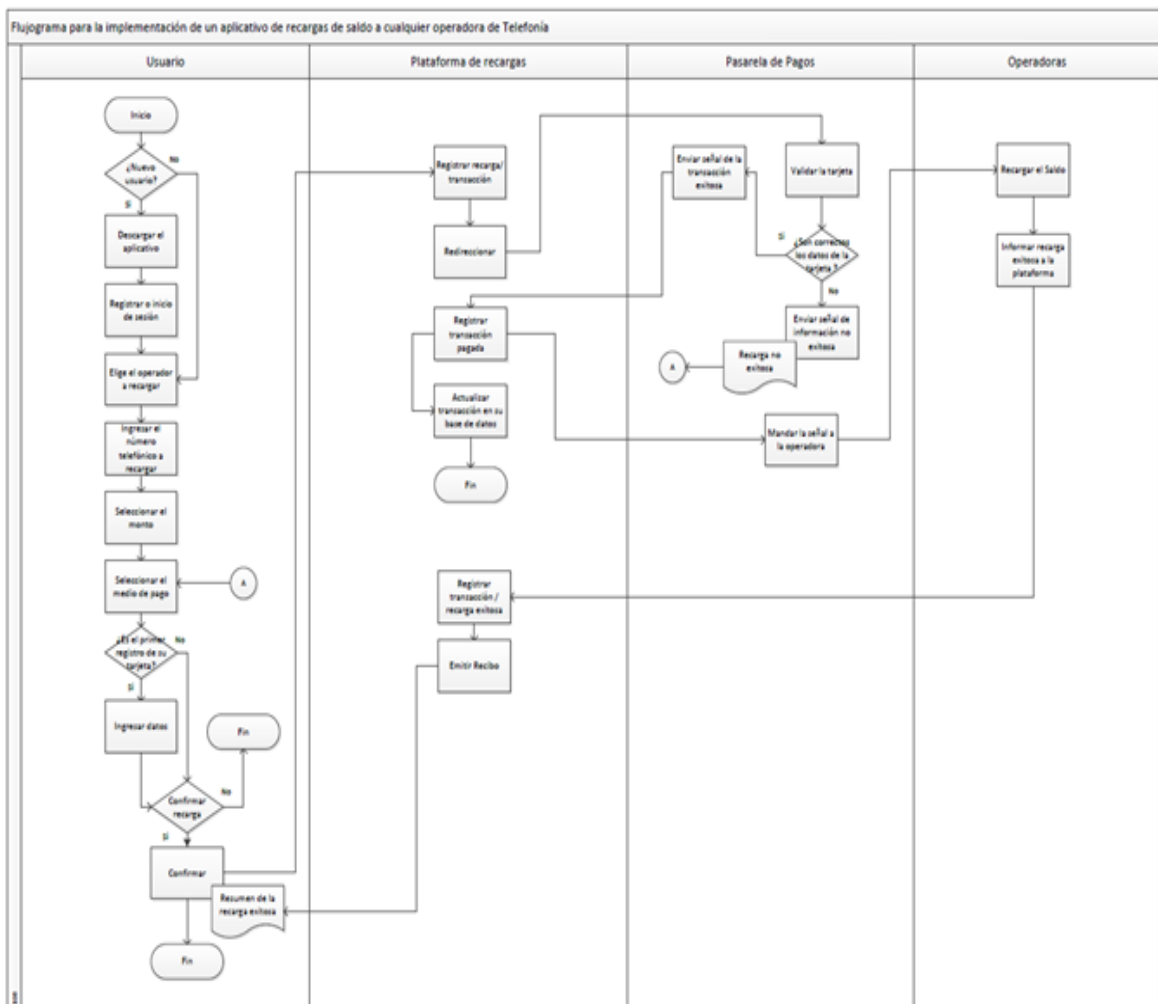 Flujograma para la implementación de un aplicativo de recargas de saldo a cualquier operadora de Telefonía
Usuario
Plataforma de recargas
Pasarela de Pagos
Operadoras
Inicio
¿Nuevo
usuario?
No
Sí
Descargar el
aplicativo
Registrar o inicio
de sesión
Elige el operador
a recargar
Ingresar el
número
telefónico a
recargar
Seleccionar el
monto
Seleccionar el
medio de pago
A
¿Es el primer
registro de su
tarjeta?
No
Sí
Ingresar datos
Fin
Confirmar
recarga
No
Sí
Confirmar
Resumen de la
recarga exitosa
Fin
Registrar recarga/
transacción
Redireccionar
Registrar
transacción
pagada
Actualizar
transacción en su
base de datos
Fin
Registrar
transacción /
recarga exitosa
Emitir Recibo
Enviar señal de la
transacción
exitosa
Validar la tarjeta
Sí
¿Son correctos
los datos de la
tarjeta ?
No
Enviar señal de
información no
exitosa
Recarga no
exitosa
A
Mandar la señal a
la operadora
Recargar el Saldo
Informar recarga
exitosa a la
plataforma